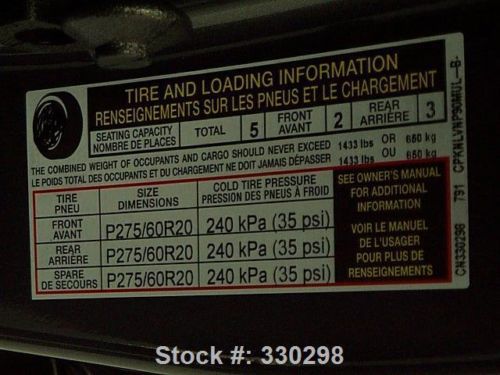 TIRE AND LOADING INFORMATION
RENSEIGNEMENTS SUR LES PNEUS ET LE CHARGEMENT
SEATING CAPACITY
NOMBRE DE PLACES
TOTAL
5
FRONT
AVANT
2
REAR
ARRIÈRE
3
THE COMBINED WEIGHT OF OCCUPANTS AND CARGO SHOULD NEVER EXCEED 1433 lbs OR 650 kg
LE POIDS TOTAL DES OCCUPANTS ET DU CHARGEMENT NE DOIT JAMAIS DÉPASSER 1433 lbs OU 650 kg
TIRE
PNEU
SIZE
DIMENSIONS
COLD TIRE PRESSURE
PRESSION DES PNEUS À FROID
FRONT
AVANT
P275/60R20
240 kPa (35 psi)
REAR
ARRIÈRE
P275/60R20
240 kPa (35 psi)
SPARE
DE SECOURS
P275/60R20
240 kPa (35 psi)
SEE OWNER'S MANUAL
FOR ADDITIONAL
INFORMATION
VOIR LE MANUEL
DE L'USAGER
POUR PLUS DE
RENSEIGNEMENTS
CN330298 791 CPKNLVNP90MUL—B-
Stock #: 330298